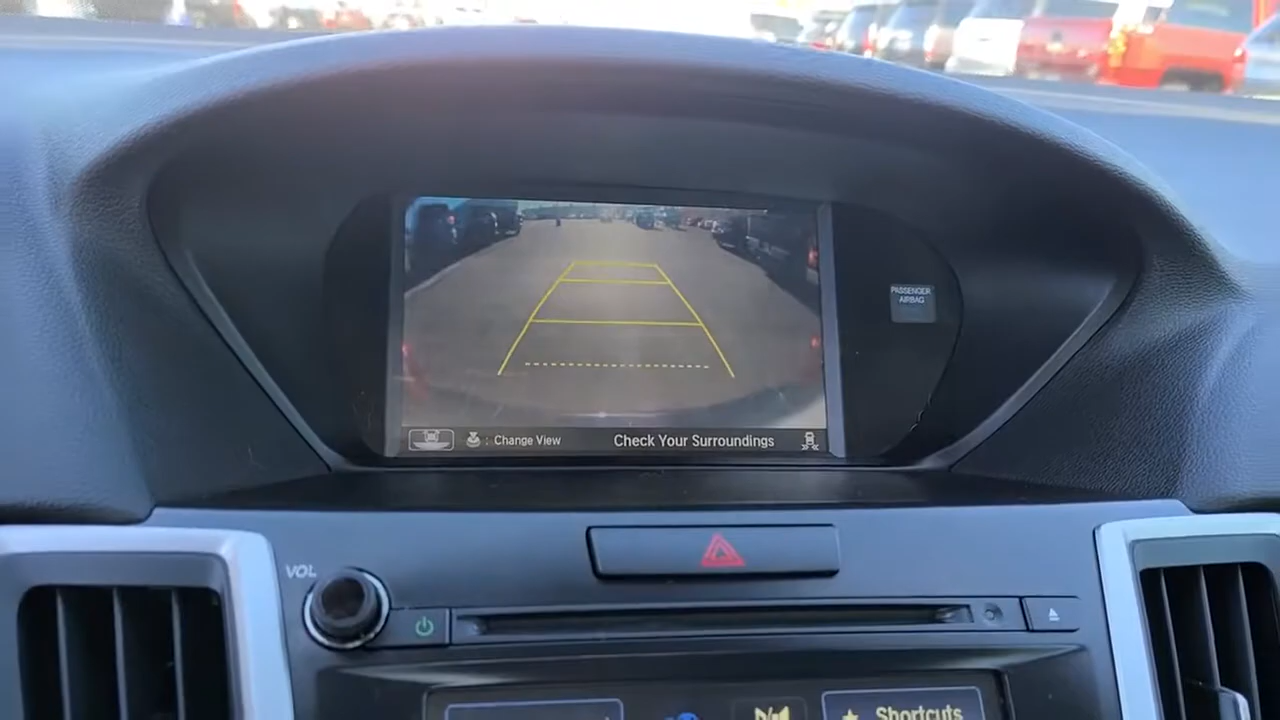 PASSENGER
AIRBAG
: Change View
Check Your Surroundings
VOL
Shortcuts